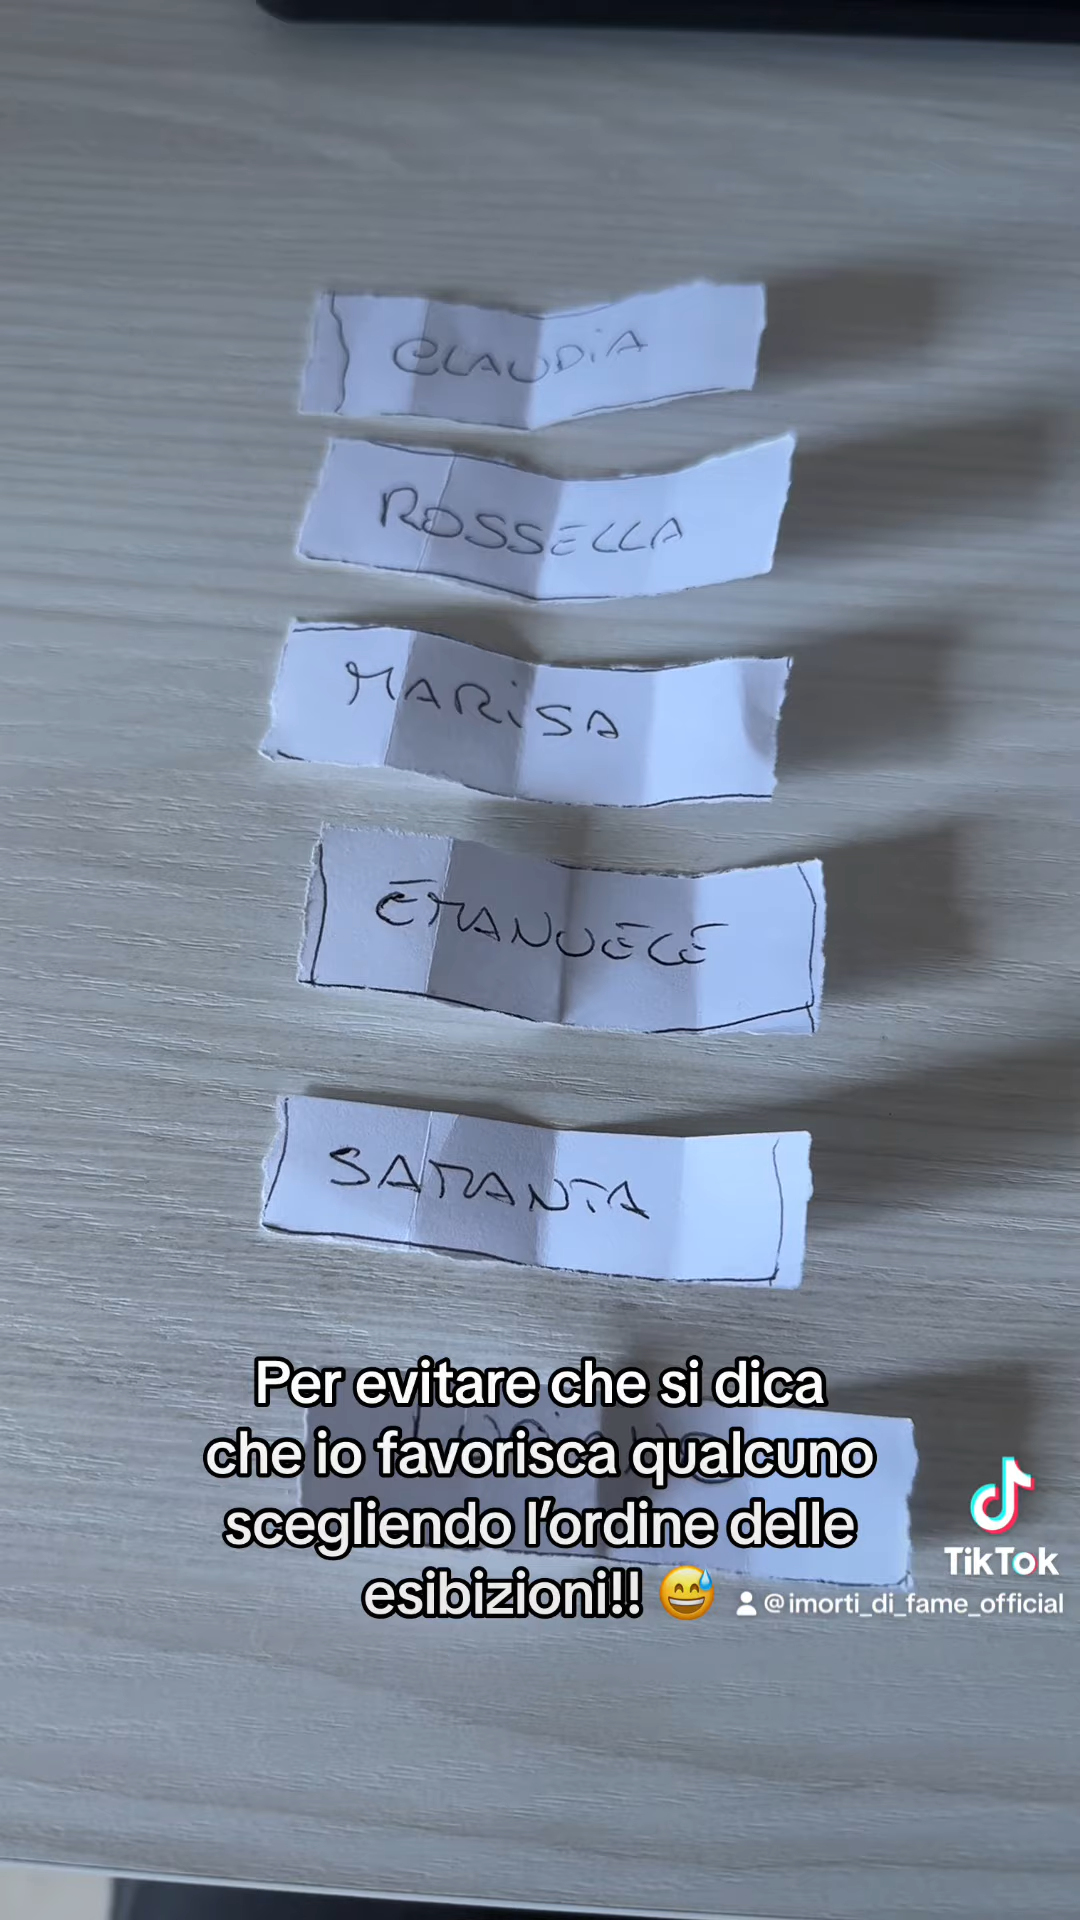 CLAUDiA
ROSSELLA
MARiSA
EMANUELE
SAMANTA
Per evitare che si dica
che io favorisca qualcuno
scegliendo l'ordine delle
esibizioni!! 😅
TikTok
@imorti_di_fame_official